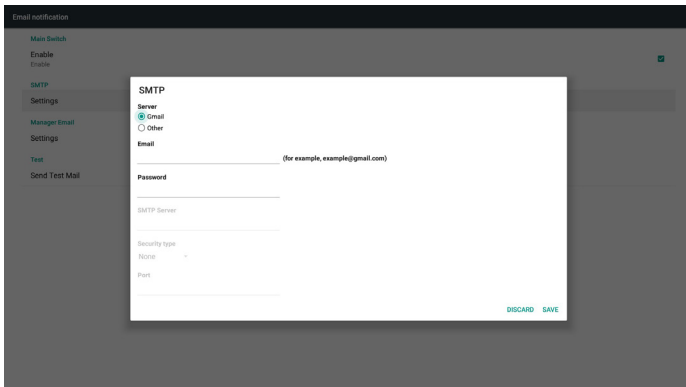 Email notification
Main Switch
Enable
Enable
SMTP
Settings
Manager Email
Settings
Test
Send Test Mail
SMTP
Server
Gmail
Other
Email
(for example, example@gmail.com)
Password
SMTP Server
Security type
None
Port
DISCARD SAVE